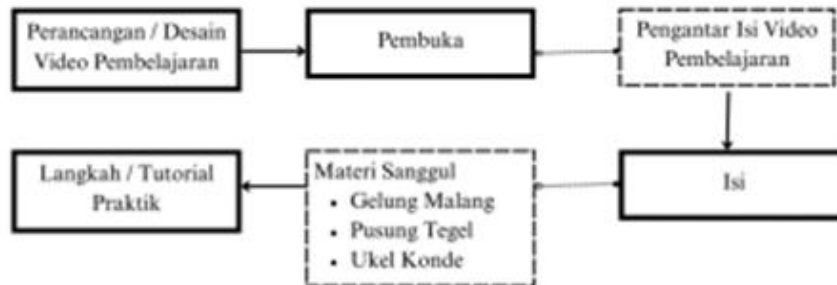 Perancangan / Desain
Video Pembelajaran
Pembuka
Pengantar Isi Video
Pembelajaran
Langkah / Tutorial
Praktik
Materi Sanggul
• Gelung Malang
• Pusung Tegel
• Ukel Konde
Isi